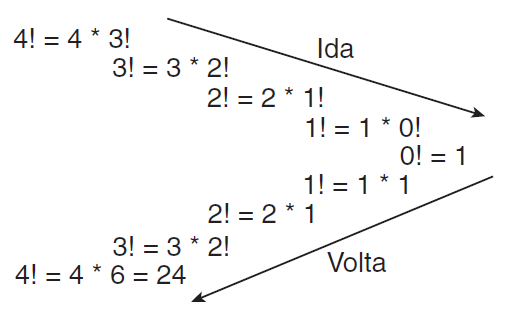 4! = 4 * 3!
Ida
3! = 3 * 2!
2! = 2 * 1!
1! = 1 * 0!
0! = 1
1! = 1 * 1
2! = 2 * 1
3! = 3 * 2!
Volta
4! = 4 * 6 = 24